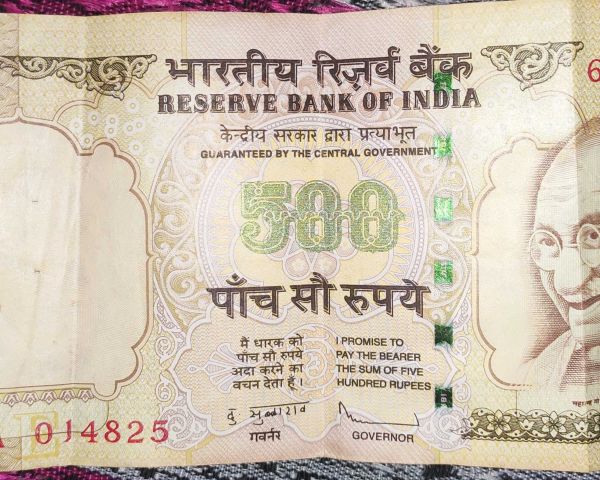 भारतीय रिज़र्व बैंक
RESERVE BANK OF INDIA
केन्द्रीय सरकार द्वारा प्रत्याभूत
GUARANTEED BY THE CENTRAL GOVERNMENT
6
500
पाँच सौ रुपये
मैं धारक को
पाँच सौ रुपये
अदा करने का
वचन देता हूँ ।
I PROMISE TO
PAY THE BEARER
THE SUM OF FIVE
HUNDRED RUPEES
गवर्नर
GOVERNOR
A 014825